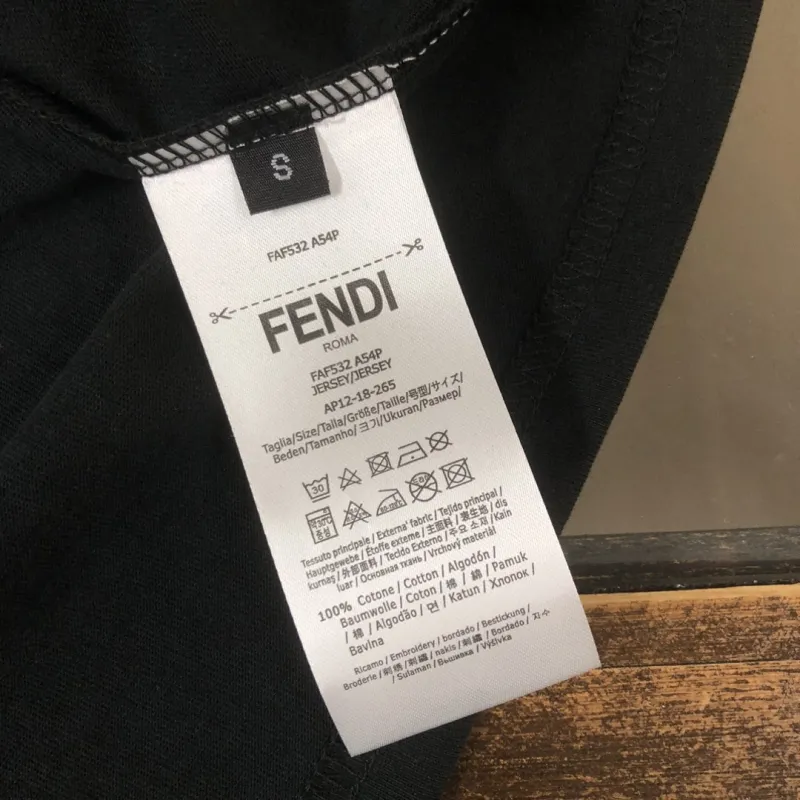 S
FAF532 A54P
FENDI
ROMA
FAF532 A54P
JERSEY/JERSEY
AP12-18-265
Taglia/Size/Talla/Größe/Taille/号型/サイズ/
Beden/Tamanho/크기/Ukuran/Размер/
30
Tessuto principale / External fabric / Tejido principal /
Hauptgewebe / Étoffe externe / 主面料 / 表生地 / dış
kumaş / 外部面料 / Tecido Externo / 주요 소재 / Kain
luar / Основная ткань / Vrchový materiál
100% Cotone / Cotton / Algodón /
Baumwolle / Coton / 棉 / 綿 / Pamuk
/ 棉 / Algodão / 면 / Katun / Хлопок /
Bavlna
Ricamo / Embroidery / bordado / Bestickung /
Broderie / 刺绣 / 刺繍 / nakis / 刺繡 / Bordado / 자수
/ Sulaman / Вышивка / Výšivka